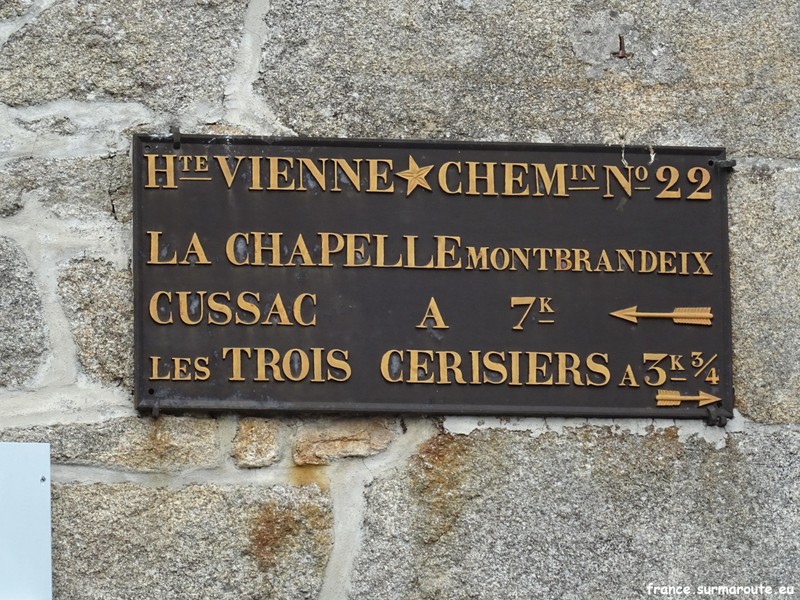 Hte VIENNE ★ CHEMin No 22
LA CHAPELLE MONTBRANDEIX
CUSSAC A 7K
LES TROIS CERISIERS A 3K 3/4
france.surmaroute.eu